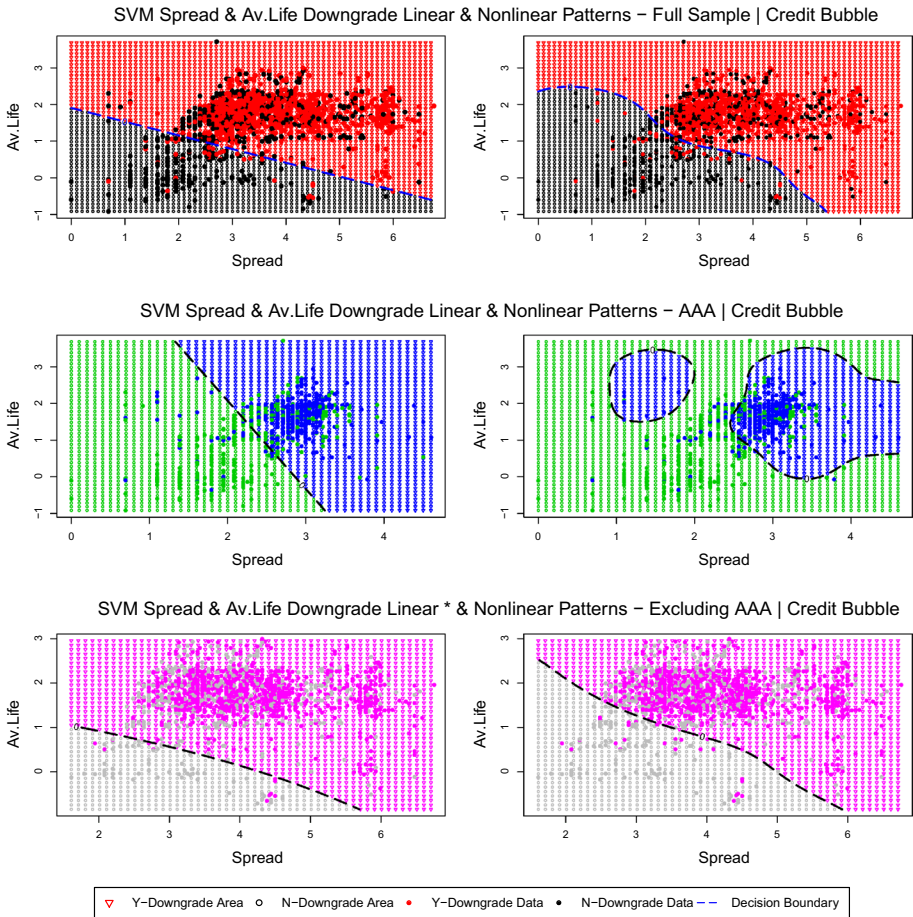 SVM Spread & Av.Life Downgrade Linear & Nonlinear Patterns − Full Sample | Credit Bubble
Av.Life
−1 0 1 2 3
0 1 2 3 4 5 6
Spread
Av.Life
−1 0 1 2 3
0
0 1 2 3 4 5 6
Spread
SVM Spread & Av.Life Downgrade Linear & Nonlinear Patterns − AAA | Credit Bubble
Av.Life
−1 0 1 2 3
0
0 1 2 3 4
Spread
Av.Life
−1 0 1 2 3
0
0
0 1 2 3 4
Spread
SVM Spread & Av.Life Downgrade Linear * & Nonlinear Patterns − Excluding AAA | Credit Bubble
Av.Life
0 1 2 3
0
2 3 4 5 6
Spread
Av.Life
0 1 2 3
0
2 3 4 5 6
Spread
Y−Downgrade Area N−Downgrade Area Y−Downgrade Data N−Downgrade Data Decision Boundary